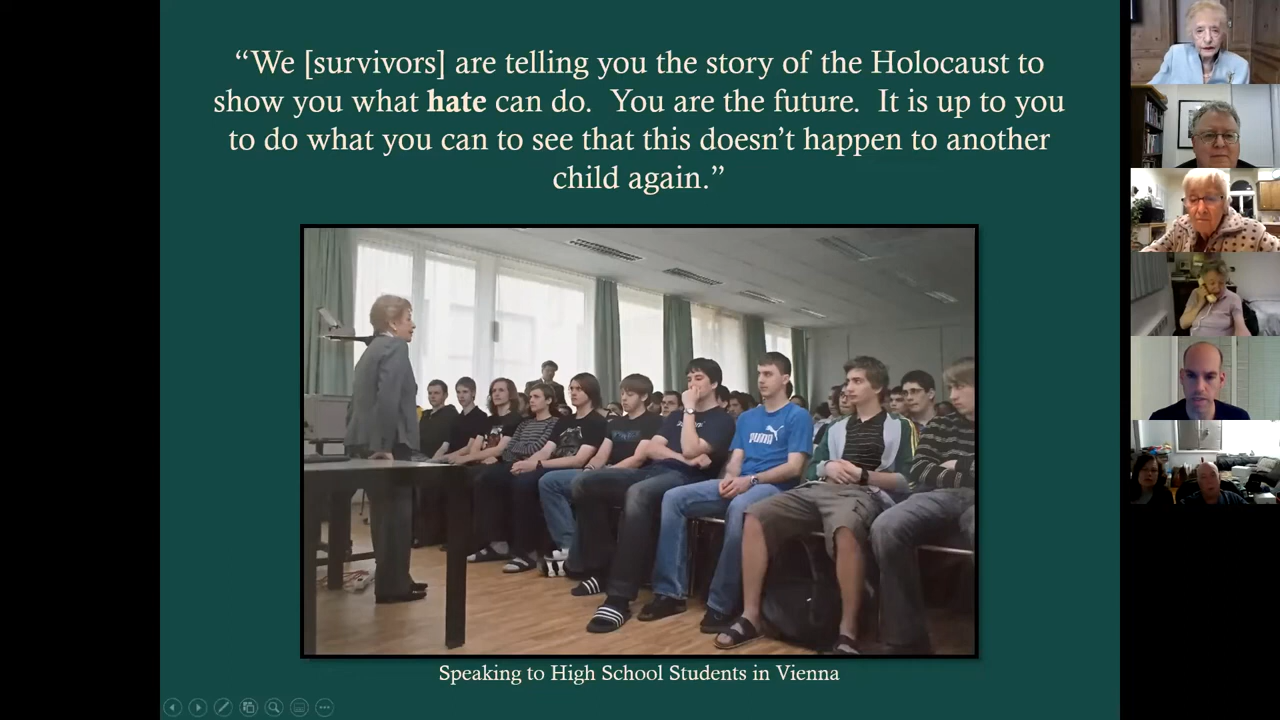 “We [survivors] are telling you the story of the Holocaust to
show you what hate can do.  You are the future.  It is up to you
to do what you can to see that this doesn’t happen to another
child again.”
PUMA
Speaking to High School Students in Vienna